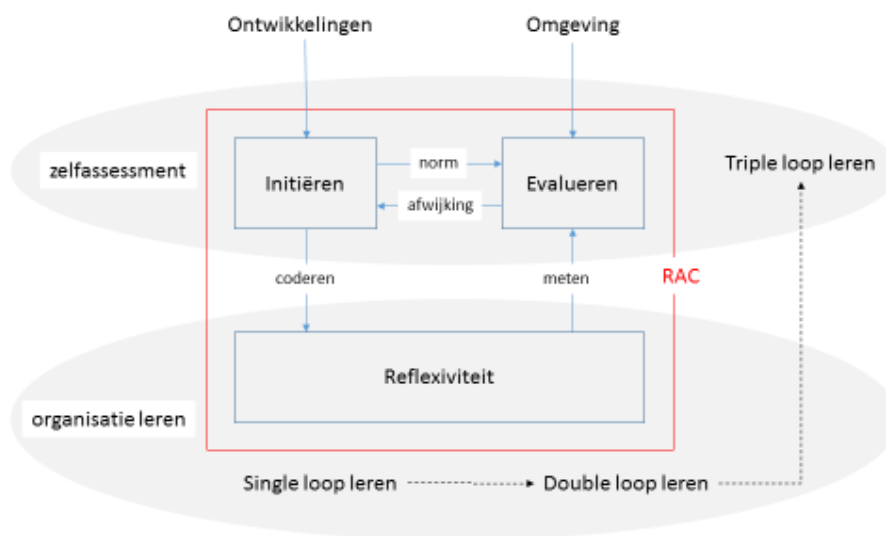 Ontwikkelingen
Omgeving
zelfassessment
Initiëren
norm
afwijking
Evalueren
Triple loop leren
coderen
meten
RAC
Reflexiviteit
organisatie leren
Single loop leren
Double loop leren